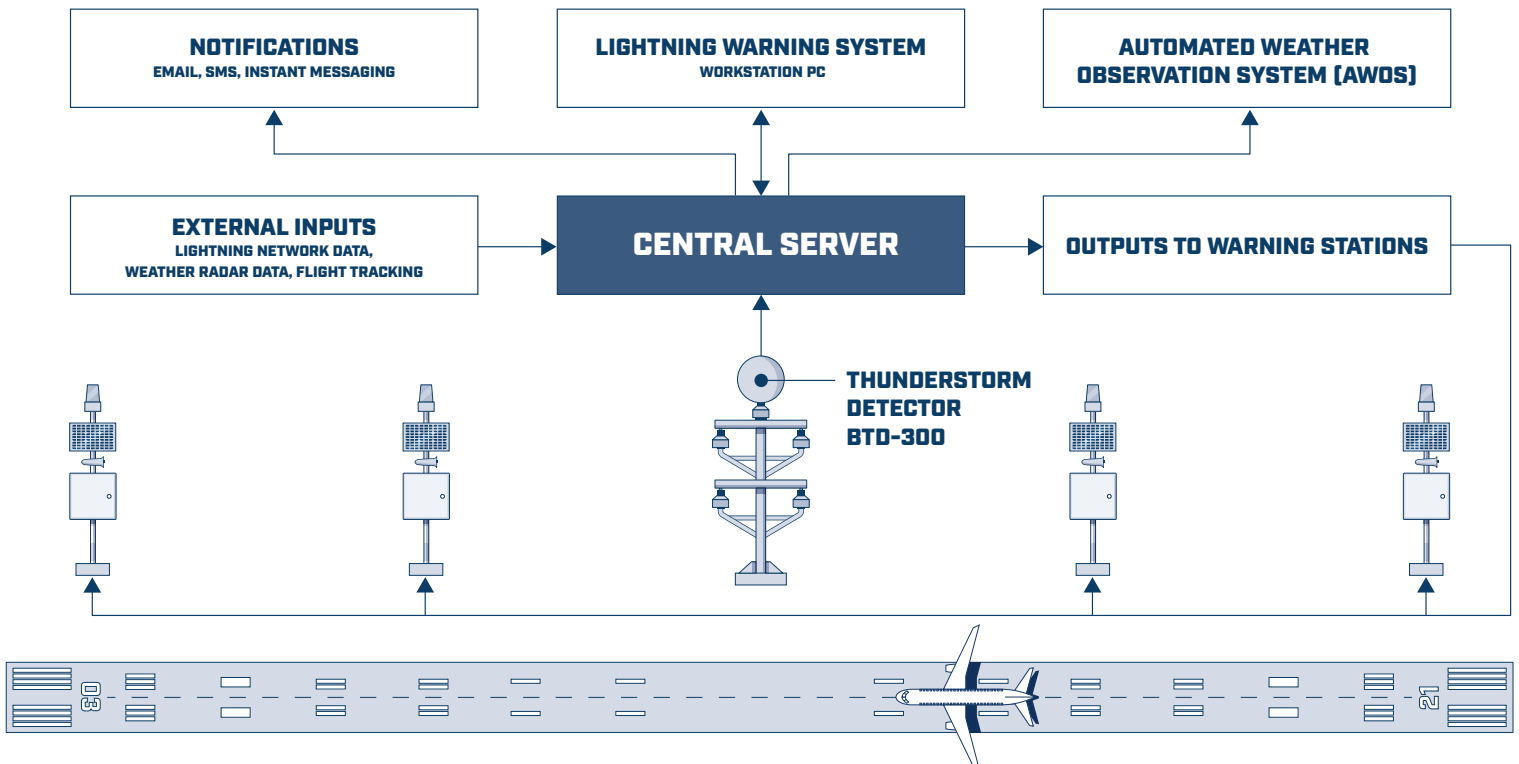 NOTIFICATIONS
EMAIL, SMS, INSTANT MESSAGING
LIGHTNING WARNING SYSTEM
WORKSTATION PC
AUTOMATED WEATHER
OBSERVATION SYSTEM (AWOS)
EXTERNAL INPUTS
LIGHTNING NETWORK DATA,
WEATHER RADAR DATA, FLIGHT TRACKING
CENTRAL SERVER
OUTPUTS TO WARNING STATIONS
THUNDERSTORM
DETECTOR
BTD-300
03
21